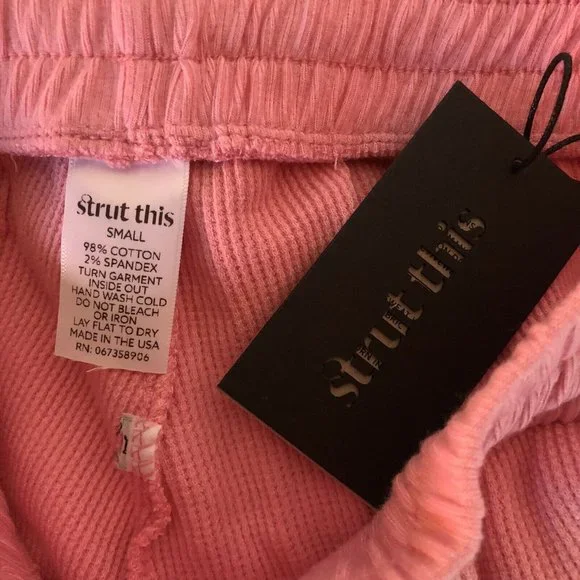 strut this
SMALL
98% COTTON
2% SPANDEX
TURN GARMENT
INSIDE OUT
HAND WASH COLD
DO NOT BLEACH
OR IRON
LAY FLAT TO DRY
MADE IN THE USA
RN: 067358906
strut this